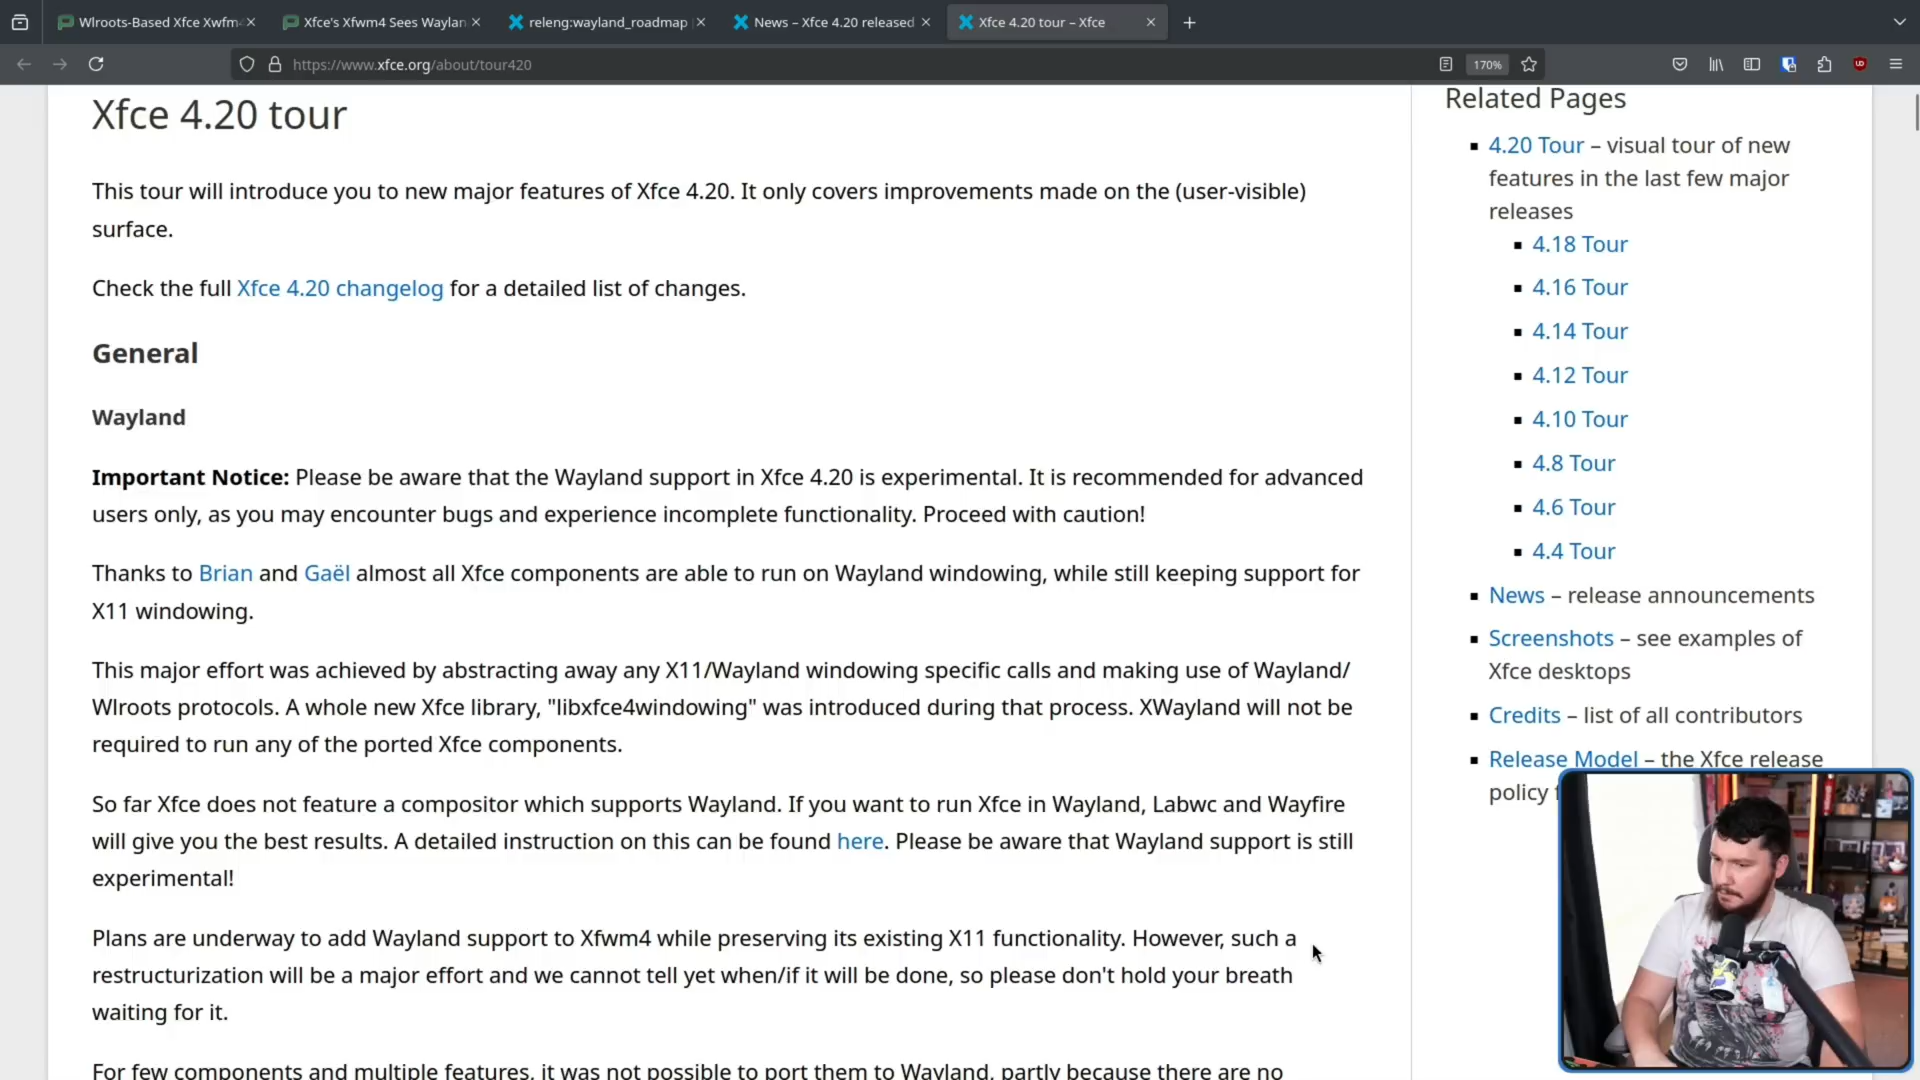 Wlroots-Based Xfce Xwfm4
Xfce's Xfwm4 Sees Waylan
releng:wayland_roadmap
News – Xfce 4.20 released
Xfce 4.20 tour – Xfce
https://www.xfce.org/about/tour420
170%
Xfce 4.20 tour
This tour will introduce you to new major features of Xfce 4.20. It only covers improvements made on the (user-visible)
surface.
Check the full Xfce 4.20 changelog for a detailed list of changes.
General
Wayland
Important Notice: Please be aware that the Wayland support in Xfce 4.20 is experimental. It is recommended for advanced
users only, as you may encounter bugs and experience incomplete functionality. Proceed with caution!
Thanks to Brian and Gaël almost all Xfce components are able to run on Wayland windowing, while still keeping support for
X11 windowing.
This major effort was achieved by abstracting away any X11/Wayland windowing specific calls and making use of Wayland/
Wlroots protocols. A whole new Xfce library, "libxfce4windowing" was introduced during that process. XWayland will not be
required to run any of the ported Xfce components.
So far Xfce does not feature a compositor which supports Wayland. If you want to run Xfce in Wayland, Labwc and Wayfire
will give you the best results. A detailed instruction on this can be found here. Please be aware that Wayland support is still
experimental!
Plans are underway to add Wayland support to Xfwm4 while preserving its existing X11 functionality. However, such a
restructurization will be a major effort and we cannot tell yet when/if it will be done, so please don't hold your breath
waiting for it.
For few components and multiple features, it was not possible to port them to Wayland, partly because there are no
Related Pages
4.20 Tour – visual tour of new
features in the last few major
releases
4.18 Tour
4.16 Tour
4.14 Tour
4.12 Tour
4.10 Tour
4.8 Tour
4.6 Tour
4.4 Tour
News – release announcements
Screenshots – see examples of
Xfce desktops
Credits – list of all contributors
Release Model – the Xfce release
policy